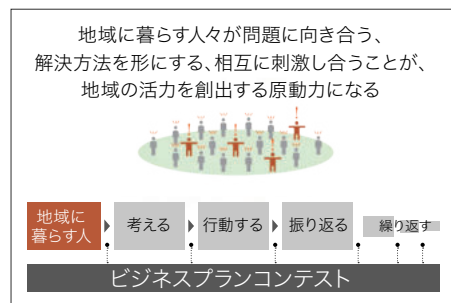 地域に暮らす人々が問題に向き合う、
解決方法を形にする、相互に刺激し合うことが、
地域の活力を創出する原動力になる
地域に
暮らす人
考える
行動する
振り返る
繰り返す
ビジネスプランコンテスト